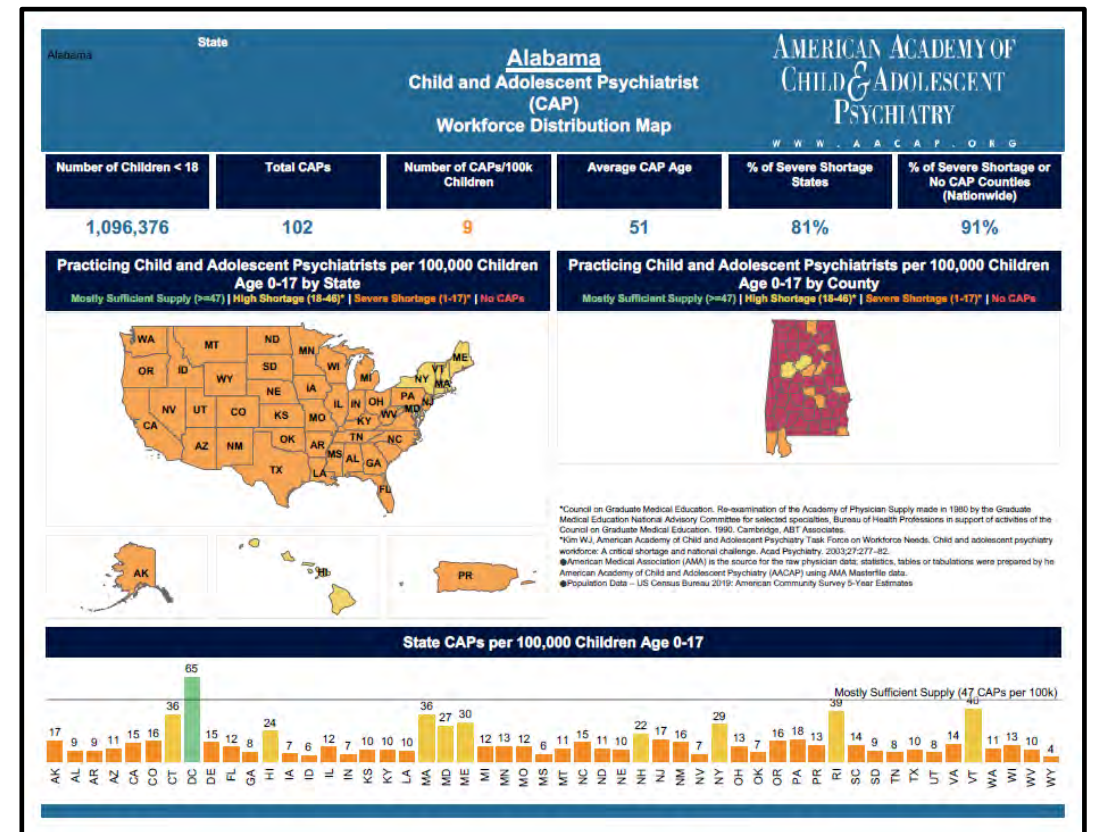 State
Alabama
Alabama
Child and Adolescent Psychiatrist
(CAP)
Workforce Distribution Map
AMERICAN ACADEMY OF
CHILD & ADOLESCENT
PSYCHIATRY
WWW.AACAP.ORG
Number of Children < 18
Total CAPs
Number of CAPs/100k
Children
Average CAP Age
% of Severe Shortage
States
% of Severe Shortage or
No CAP Counties
(Nationwide)
1,096,376
102
9
51
81%
91%
Practicing Child and Adolescent Psychiatrists per 100,000 Children
Age 0-17 by State
Mostly Sufficient Supply (>=47) | High Shortage (18-46)* | Severe Shortage (1-17)* | No CAPs
Practicing Child and Adolescent Psychiatrists per 100,000 Children
Age 0-17 by County
Mostly Sufficient Supply (>=47) | High Shortage (18-46)* | Severe Shortage (1-17)* | No CAPs
WA MT ND MN ME
OR ID WY SD WI MI NY VT MA
NV UT CO NE IA IL IN OH PA NJ
CA KS MO KY WV MD
AZ NM OK AR TN NC
TX LA MS AL GA
FL
AK
HI
PR
*Council on Graduate Medical Education. Re-examination of the Academy of Physician Supply made in 1980 by the Graduate
Medical Education National Advisory Committee for selected specialties, Bureau of Health Professions in support of activities of the
Council on Graduate Medical Education. 1990. Cambridge, ABT Associates.
*Kim WJ, American Academy of Child and Adolescent Psychiatry Task Force on Workforce Needs. Child and adolescent psychiatry
workforce: A critical shortage and national challenge. Acad Psychiatry. 2003;27:277-82.
●American Medical Association (AMA) is the source for the raw physician data; statistics, tables or tabulations were prepared by he
American Academy of Child and Adolescent Psychiatry (AACAP) using AMA Masterfile data.
●Population Data – US Census Bureau 2019: American Community Survey 5-Year Estimates
State CAPs per 100,000 Children Age 0-17
Mostly Sufficient Supply (47 CAPs per 100k)
17 9 9 11 15 16 36 65 15 12 8 24 7 6 12 7 10 10 10 36 27 30 12 13 12 6 11 15 11 10 22 17 16 7 29 13 7 16 18 13 39 14 9 8 10 8 14 40 11 13 10 4
AK AL AR AZ CA CO CT DC DE FL GA HI IA ID IL IN KS KY LA MA MD ME MI MN MO MS MT NC ND NE NH NJ NM NV NY OH OK OR PA PR RI SC SD TN TX UT VA VT WA WI WV WY